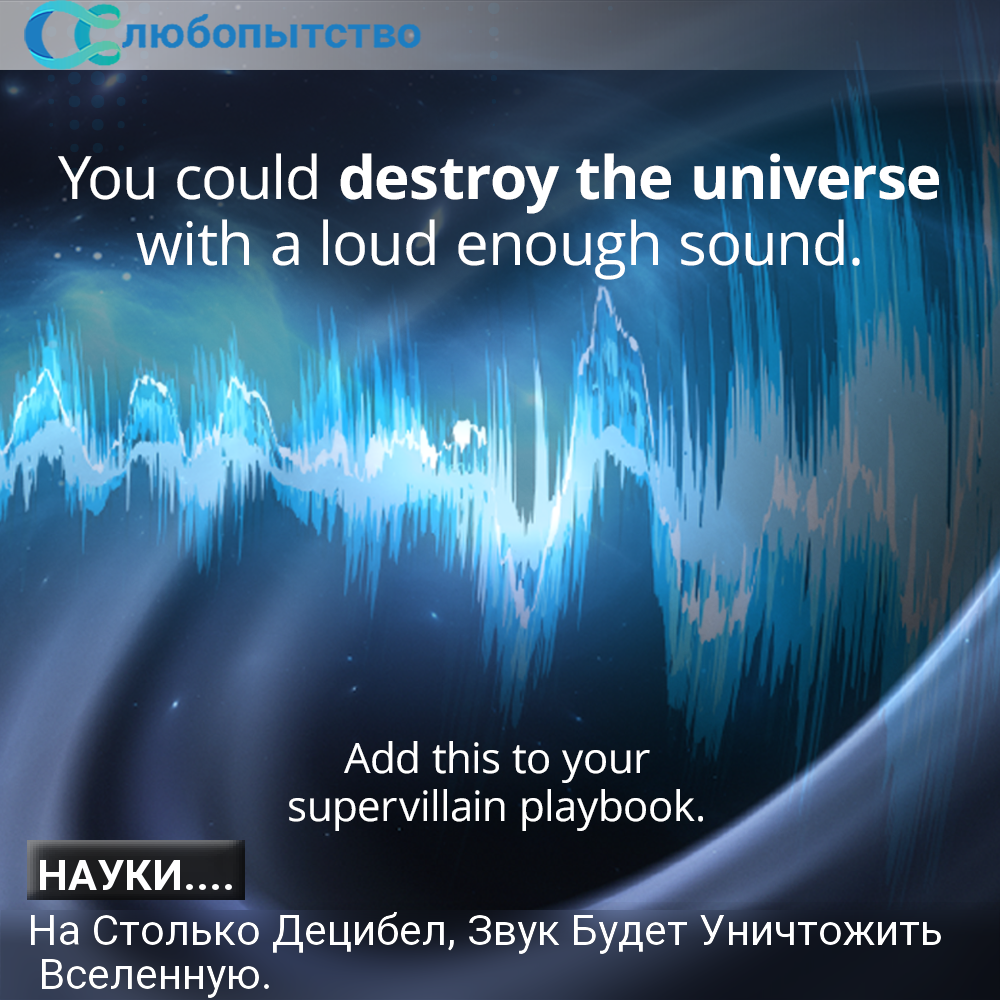 любопытство
You could destroy the universe
with a loud enough sound.
Add this to your
supervillain playbook.
НАУКИ....
На Столько Децибел, Звук Будет Уничтожить
Вселенную.